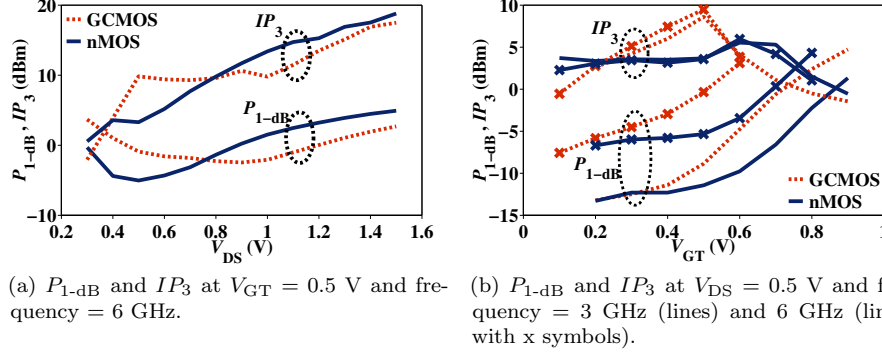 GCMOS
nMOS
IP3
P1-dB
P1-dB, IP3 (dBm)
20
10
0
−10
0.2 0.4 0.6 0.8 1 1.2 1.4 1.6
VDS (V)
(a) P1-dB and IP3 at VGT = 0.5 V and fre-
quency = 6 GHz.
IP3
P1-dB
GCMOS
nMOS
P1-dB, IP3 (dBm)
10
5
0
−5
−10
−15
0 0.2 0.4 0.6 0.8 1
VGT (V)
(b) P1-dB and IP3 at VDS = 0.5 V and
quency = 3 GHz (lines) and 6 GHz
with x symbols).